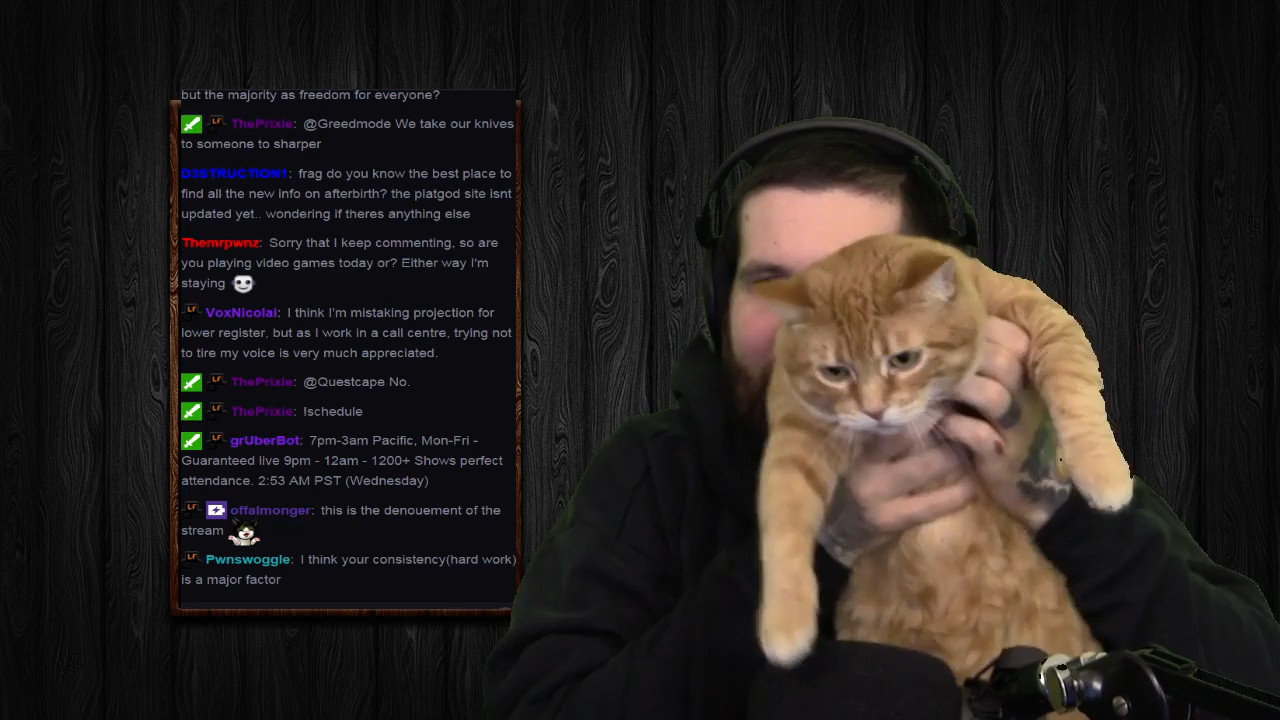 but the majority as freedom for everyone?
ThePrixie: @Greedmode We take our knives
to someone to sharper
D3STRUCTION1: frag do you know the best place to
find all the new info on afterbirth? the platgod site isnt
updated yet.. wondering if theres anything else
Themrpwnz: Sorry that I keep commenting, so are
you playing video games today or? Either way I'm
staying
LF VoxNicolai: I think I'm mistaking projection for
lower register, but as I work in a call centre, trying not
to tire my voice is very much appreciated.
LF ThePrixie: @Questcape No.
LF ThePrixie: !schedule
LF grUberBot: 7pm-3am Pacific, Mon-Fri -
Guaranteed live 9pm - 12am - 1200+ Shows perfect
attendance. 2:53 AM PST (Wednesday)
LF offalmonger: this is the denouement of the
stream
LF Pwnswoggle: I think your consistency(hard work)
is a major factor